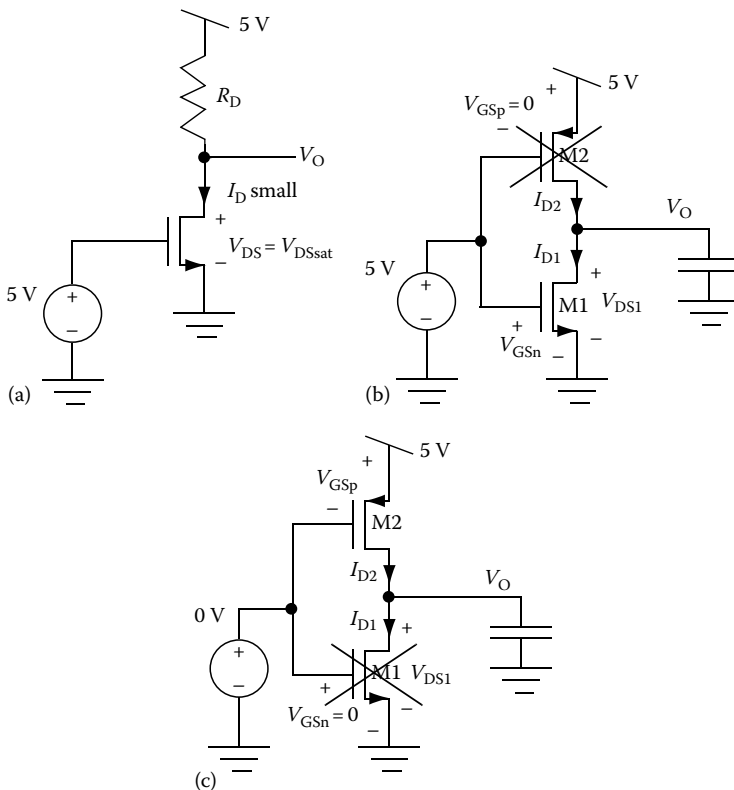 5 V
R_D
V_O
I_D small
+
V_DS = V_DSsat
–
5 V
+
–
(a)
5 V
+
V_GSp = 0
–
M2
I_D2
V_O
I_D1
5 V
+
–
+
M1
V_DS1
+
V_GSn
–
–
(b)
5 V
+
V_GSp
–
M2
I_D2
V_O
0 V
I_D1
+
+
–
M1
V_DS1
+
V_GSn = 0
–
–
(c)